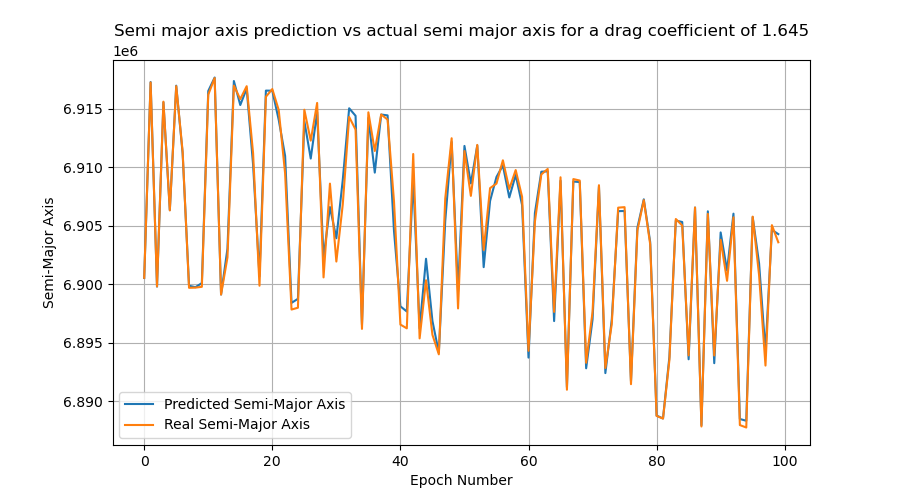 Semi major axis prediction vs actual semi major axis for a drag coefficient of 1.645
1e6
6.915
6.910
6.905
6.900
6.895
6.890
Semi-Major Axis
Predicted Semi-Major Axis
Real Semi-Major Axis
0 20 40 60 80 100
Epoch Number